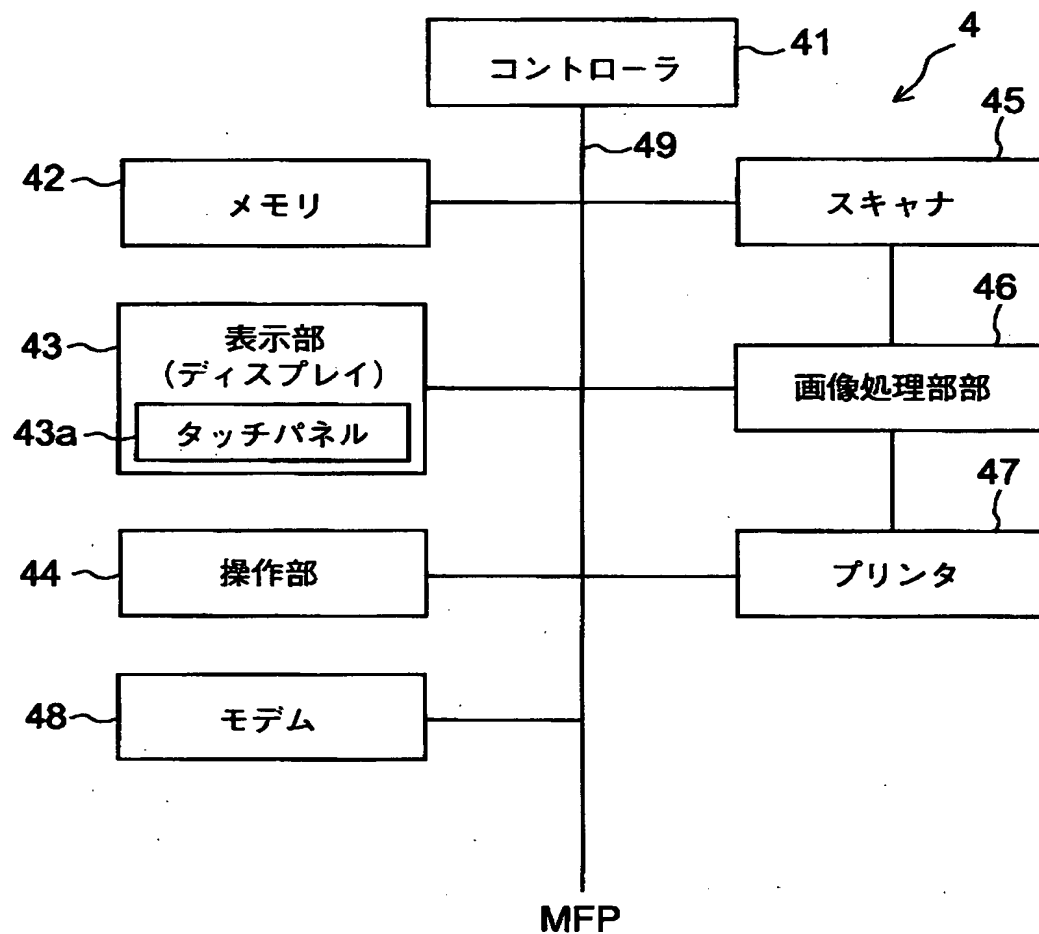 4
コントローラ
41
49
45
42
メモリ
スキャナ
43
表示部
(ディスプレイ)
43a
タッチパネル
46
画像処理部部
47
44
操作部
プリンタ
48
モデム
MFP